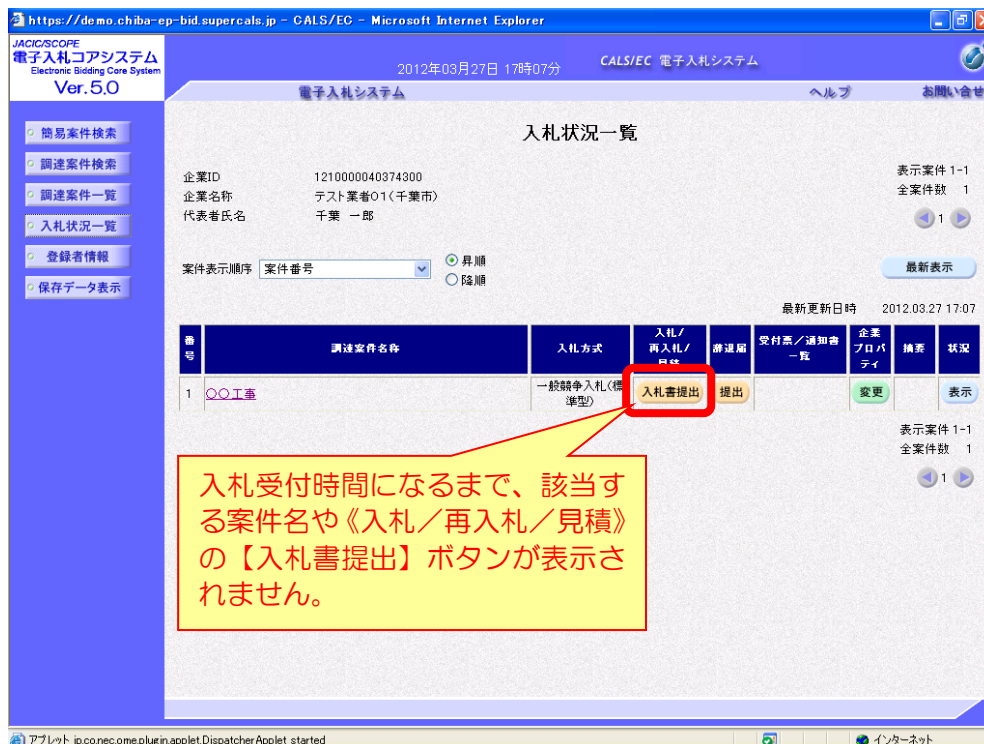 https://demo.chiba-ep-bid.supercals.jp - CALS/EC - Microsoft Internet Explorer
JACIC/SCOPE
電子入札コアシステム
Electronic Bidding Core System
Ver.5.0
2012年03月27日 17時07分
CALS/EC 電子入札システム
電子入札システム
ヘルプ
お問い合せ
簡易案件検索
調達案件検索
調達案件一覧
入札状況一覧
登録者情報
保存データ表示
入札状況一覧
企業ID 1210000040374300
企業名称 テスト業者01(千葉市)
代表者氏名 千葉 一郎
表示案件 1-1
全案件数 1
1
案件表示順序 案件番号
昇順
降順
最新表示
最新更新日時 2012.03.27 17:07
番号 調達案件名称 入札方式 入札/再入札/見積 辞退届 受付票/通知書一覧 企業プロパティ 摘要 状況
1 ○○工事 一般競争入札(標準型) 入札書提出 提出 変更 表示
表示案件 1-1
全案件数 1
1
入札受付時間になるまで、該当す
る案件名や《入札／再入札／見積》
の【入札書提出】ボタンが表示さ
れません。
アプレット jp.co.nec.ome.plugin.applet.DispatcherApplet started
インターネット